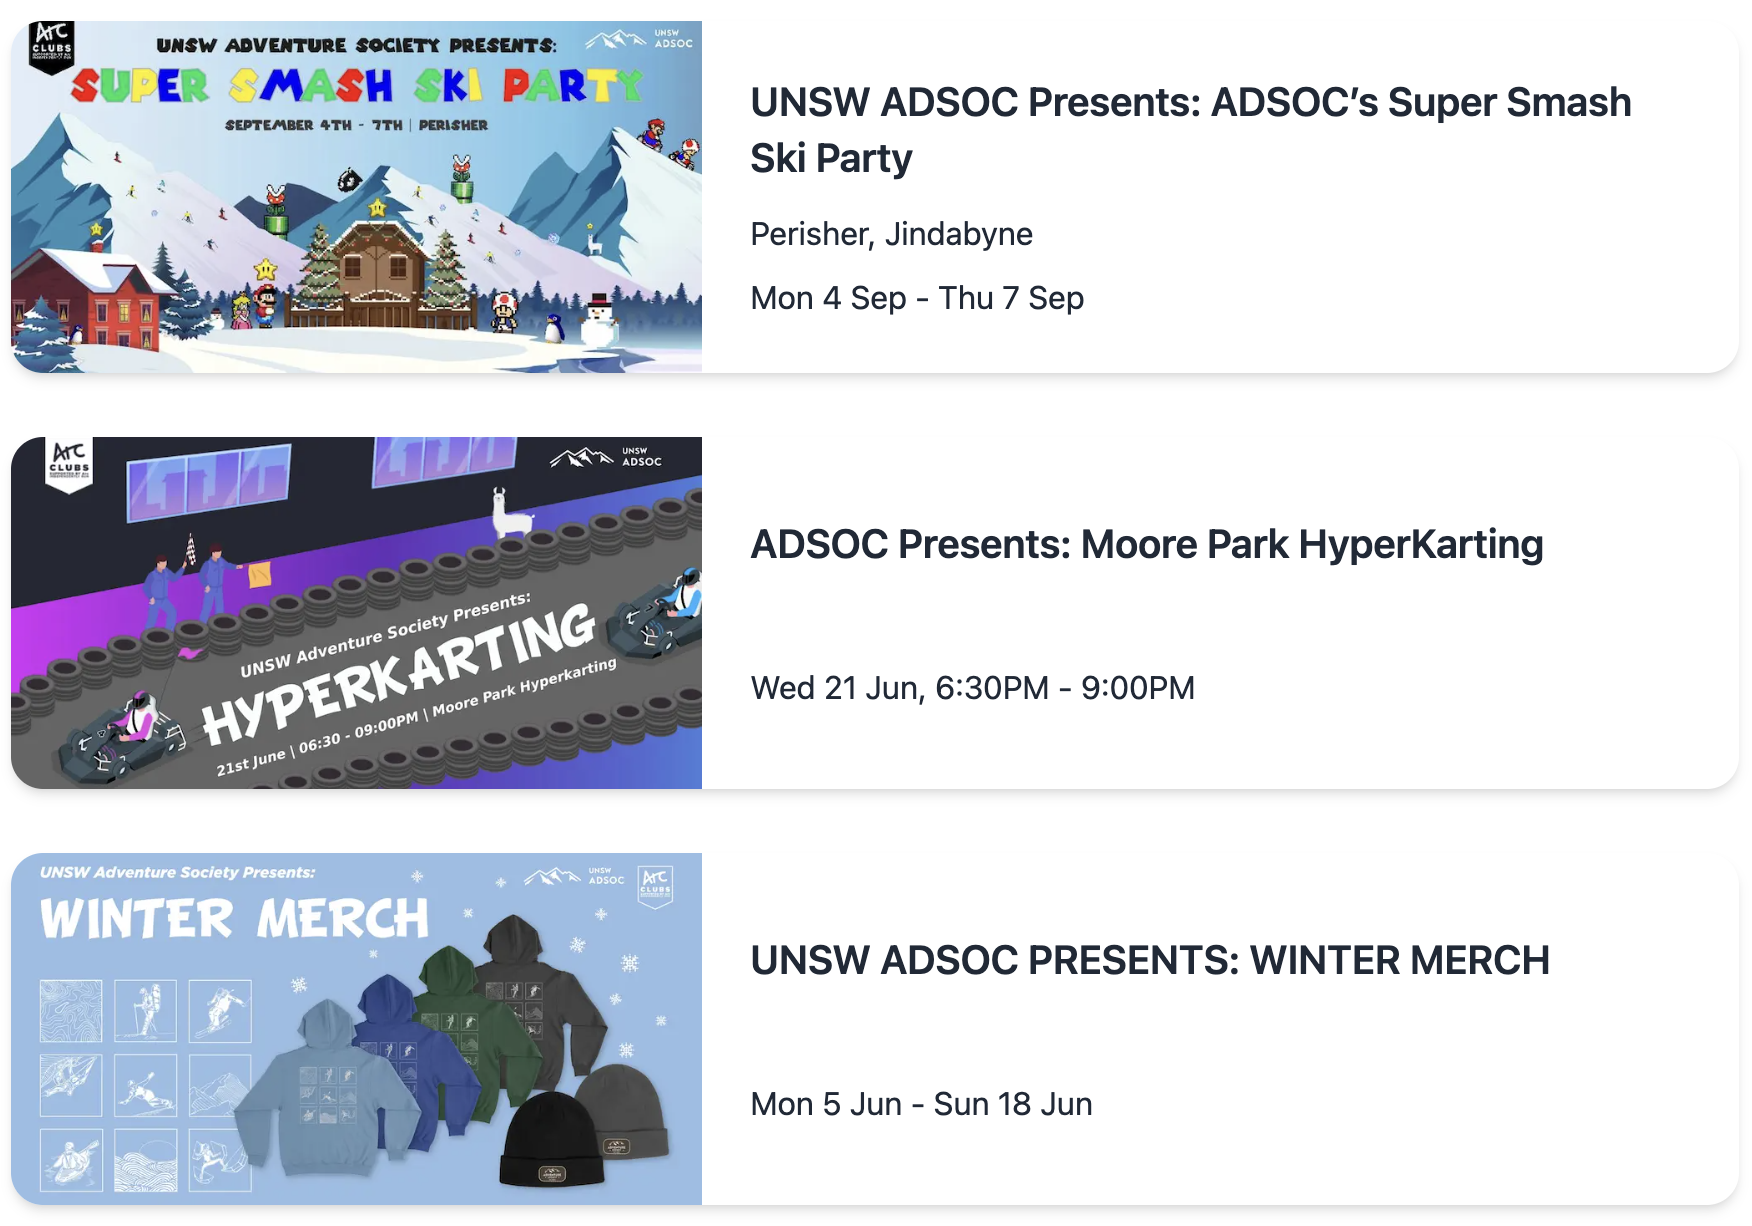 Arc
CLUBS
UNSW ADVENTURE SOCIETY PRESENTS:
UNSW
ADSOC
SUPER SMASH SKI PARTY
SEPTEMBER 4TH - 7TH | PERISHER
UNSW ADSOC Presents: ADSOC’s Super Smash
Ski Party
Perisher, Jindabyne
Mon 4 Sep - Thu 7 Sep
Arc
CLUBS
UNSW
ADSOC
UNSW Adventure Society Presents:
HYPERKARTING
21st June | 06:30 - 09:00PM | Moore Park Hyperkarting
ADSOC Presents: Moore Park HyperKarting
Wed 21 Jun, 6:30PM - 9:00PM
UNSW Adventure Society Presents:
UNSW
ADSOC
Arc
CLUBS
WINTER MERCH
UNSW ADSOC PRESENTS: WINTER MERCH
Mon 5 Jun - Sun 18 Jun